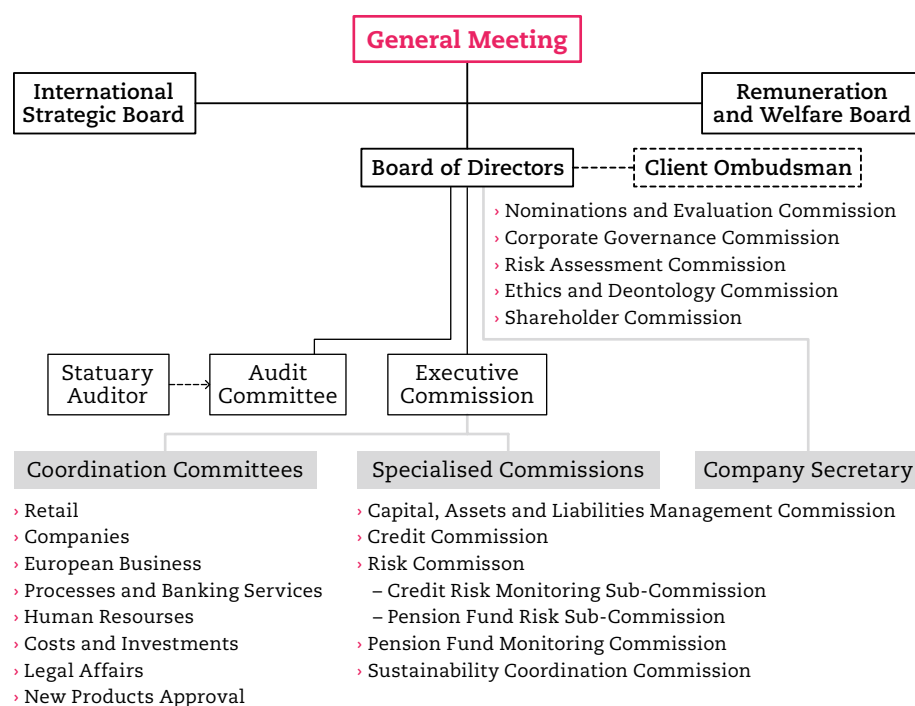 General Meeting
International
Strategic Board
Remuneration
and Welfare Board
Board of Directors
Client Ombudsman
› Nominations and Evaluation Commission
› Corporate Governance Commission
› Risk Assessment Commission
› Ethics and Deontology Commission
› Shareholder Commission
Statuary
Auditor
Audit
Committee
Executive
Commission
Coordination Committees
› Retail
› Companies
› European Business
› Processes and Banking Services
› Human Resourses
› Costs and Investments
› Legal Affairs
› New Products Approval
Specialised Commissions
› Capital, Assets and Liabilities Management Commission
› Credit Commission
› Risk Commisson
– Credit Risk Monitoring Sub-Commission
– Pension Fund Risk Sub-Commission
› Pension Fund Monitoring Commission
› Sustainability Coordination Commission
Company Secretary